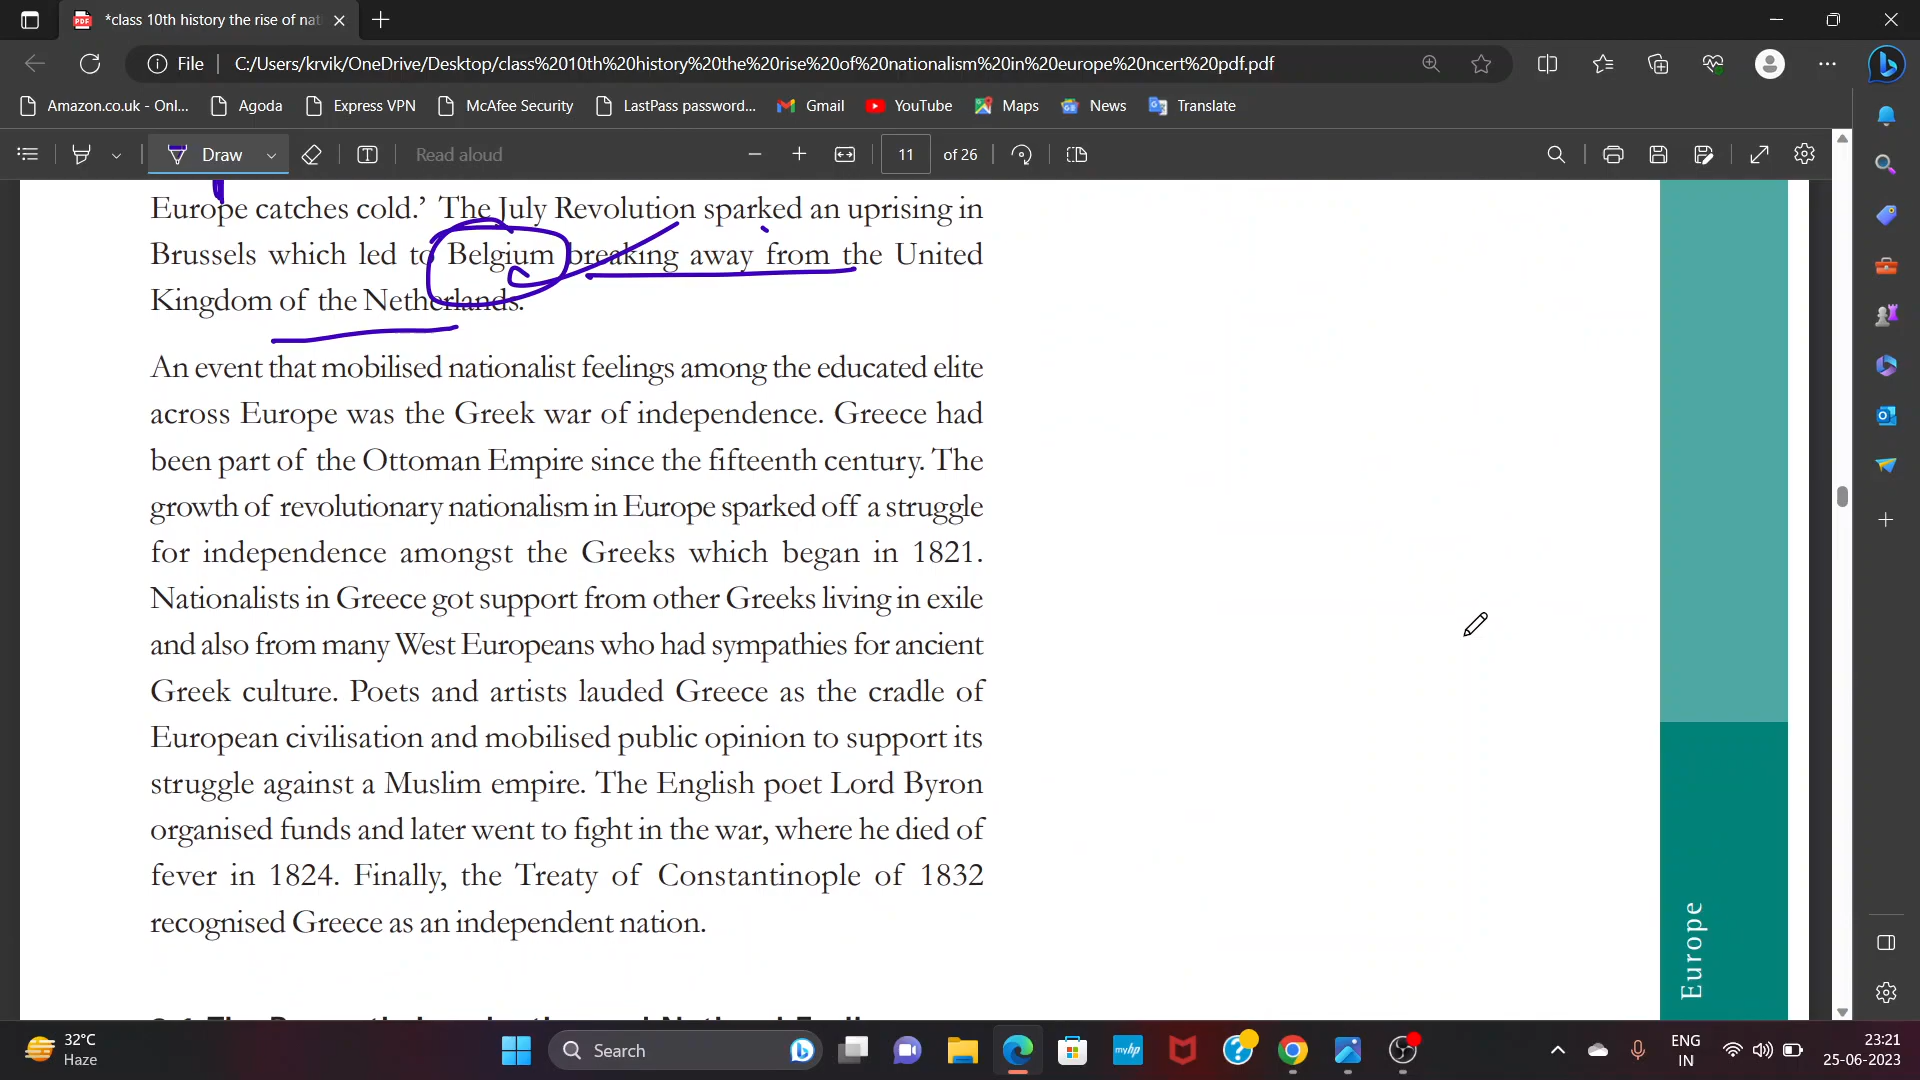 *class 10th history the rise of nat
File
C:/Users/krvik/OneDrive/Desktop/class%2010th%20history%20the%20rise%20of%20nationalism%20in%20europe%20ncert%20pdf.pdf
Amazon.co.uk - Onl...
Agoda
Express VPN
McAfee Security
LastPass password...
Gmail
YouTube
Maps
News
Translate
Draw
Read aloud
11
of 26
Europe catches cold.’ The July Revolution sparked an uprising in
Brussels which led to Belgium breaking away from the United
Kingdom of the Netherlands.
An event that mobilised nationalist feelings among the educated elite
across Europe was the Greek war of independence. Greece had
been part of the Ottoman Empire since the fifteenth century. The
growth of revolutionary nationalism in Europe sparked off a struggle
for independence amongst the Greeks which began in 1821.
Nationalists in Greece got support from other Greeks living in exile
and also from many West Europeans who had sympathies for ancient
Greek culture. Poets and artists lauded Greece as the cradle of
European civilisation and mobilised public opinion to support its
struggle against a Muslim empire. The English poet Lord Byron
organised funds and later went to fight in the war, where he died of
fever in 1824. Finally, the Treaty of Constantinople of 1832
recognised Greece as an independent nation.
Europe
32°C
Haze
Search
myhp
ENG
IN
23:21
25-06-2023